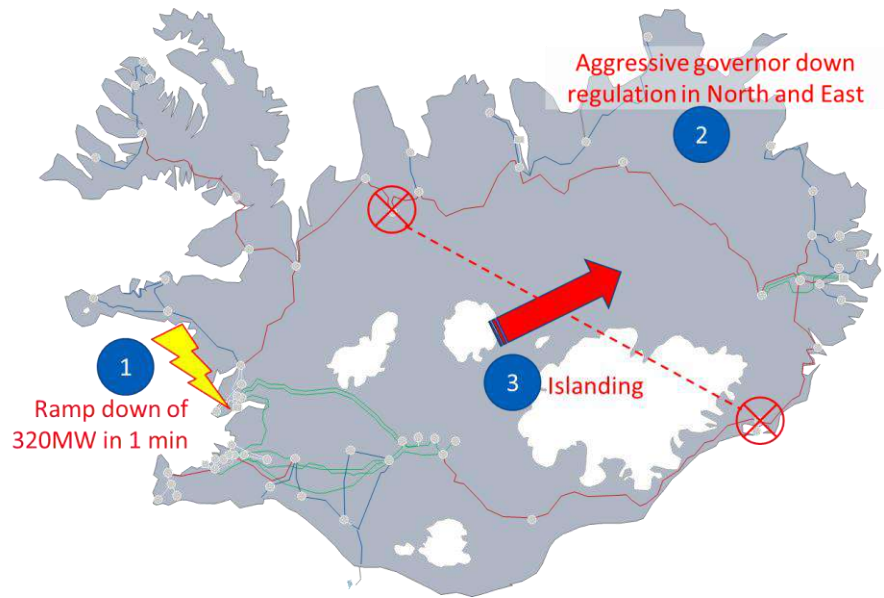 Aggressive governor down
regulation in North and East
2
1
Ramp down of
320MW in 1 min
3
Islanding